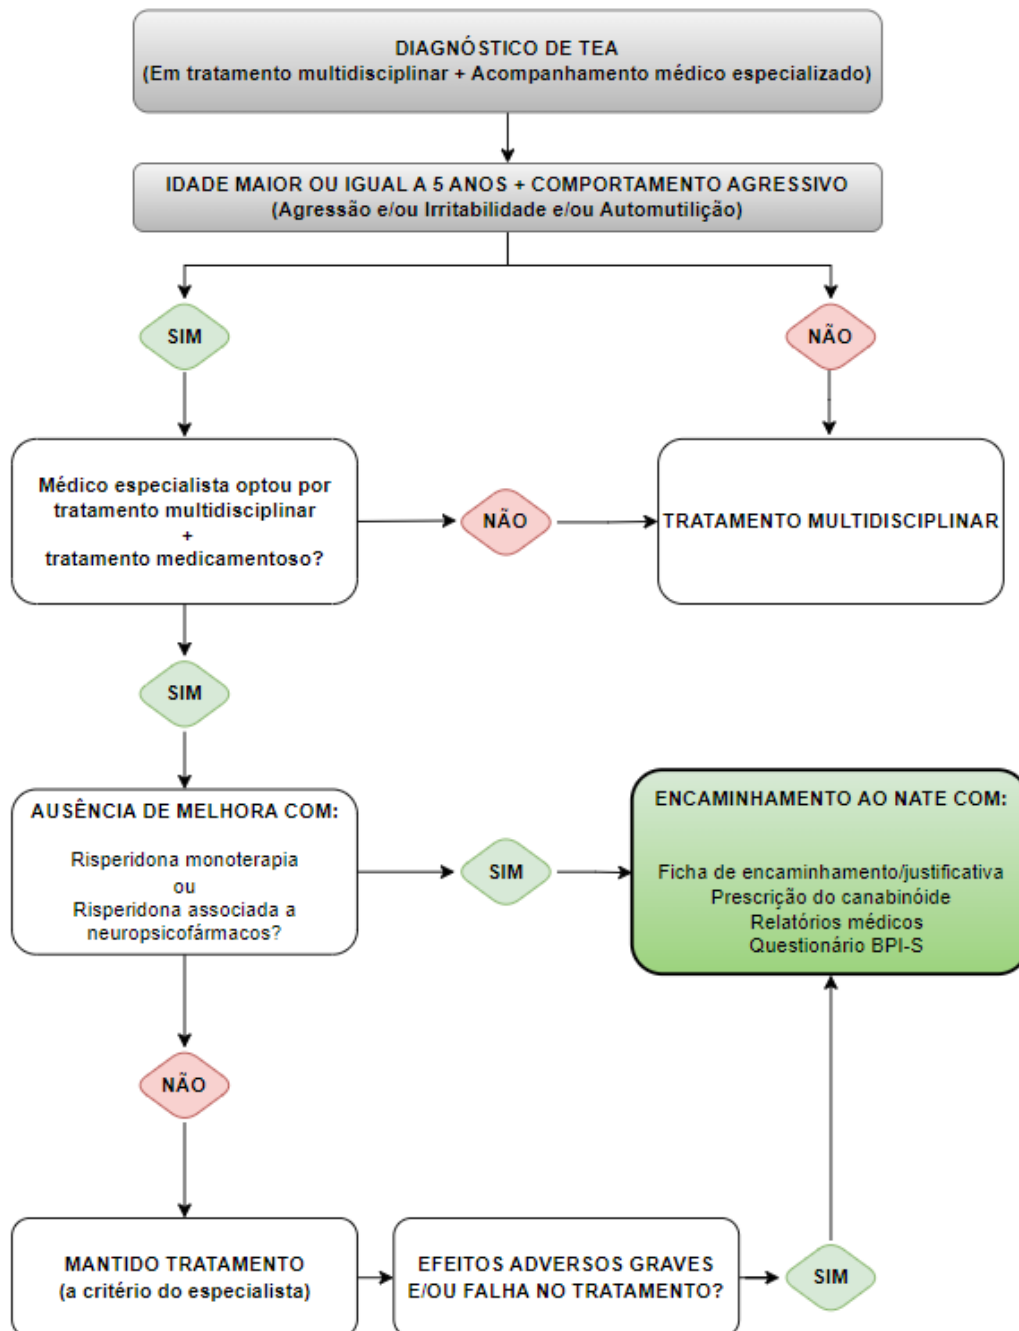 DIAGNÓSTICO DE TEA
(Em tratamento multidisciplinar + Acompanhamento médico especializado)
IDADE MAIOR OU IGUAL A 5 ANOS + COMPORTAMENTO AGRESSIVO
(Agressão e/ou Irritabilidade e/ou Automutilição)
SIM
NÃO
Médico especialista optou por
tratamento multidisciplinar
+
tratamento medicamentoso?
NÃO
TRATAMENTO MULTIDISCIPLINAR
SIM
AUSÊNCIA DE MELHORA COM:
Risperidona monoterapia
ou
Risperidona associada a
neuropsicofármacos?
SIM
ENCAMINHAMENTO AO NATE COM:
Ficha de encaminhamento/justificativa
Prescrição do canabinóide
Relatórios médicos
Questionário BPI-S
NÃO
MANTIDO TRATAMENTO
(a critério do especialista)
EFEITOS ADVERSOS GRAVES
E/OU FALHA NO TRATAMENTO?
SIM